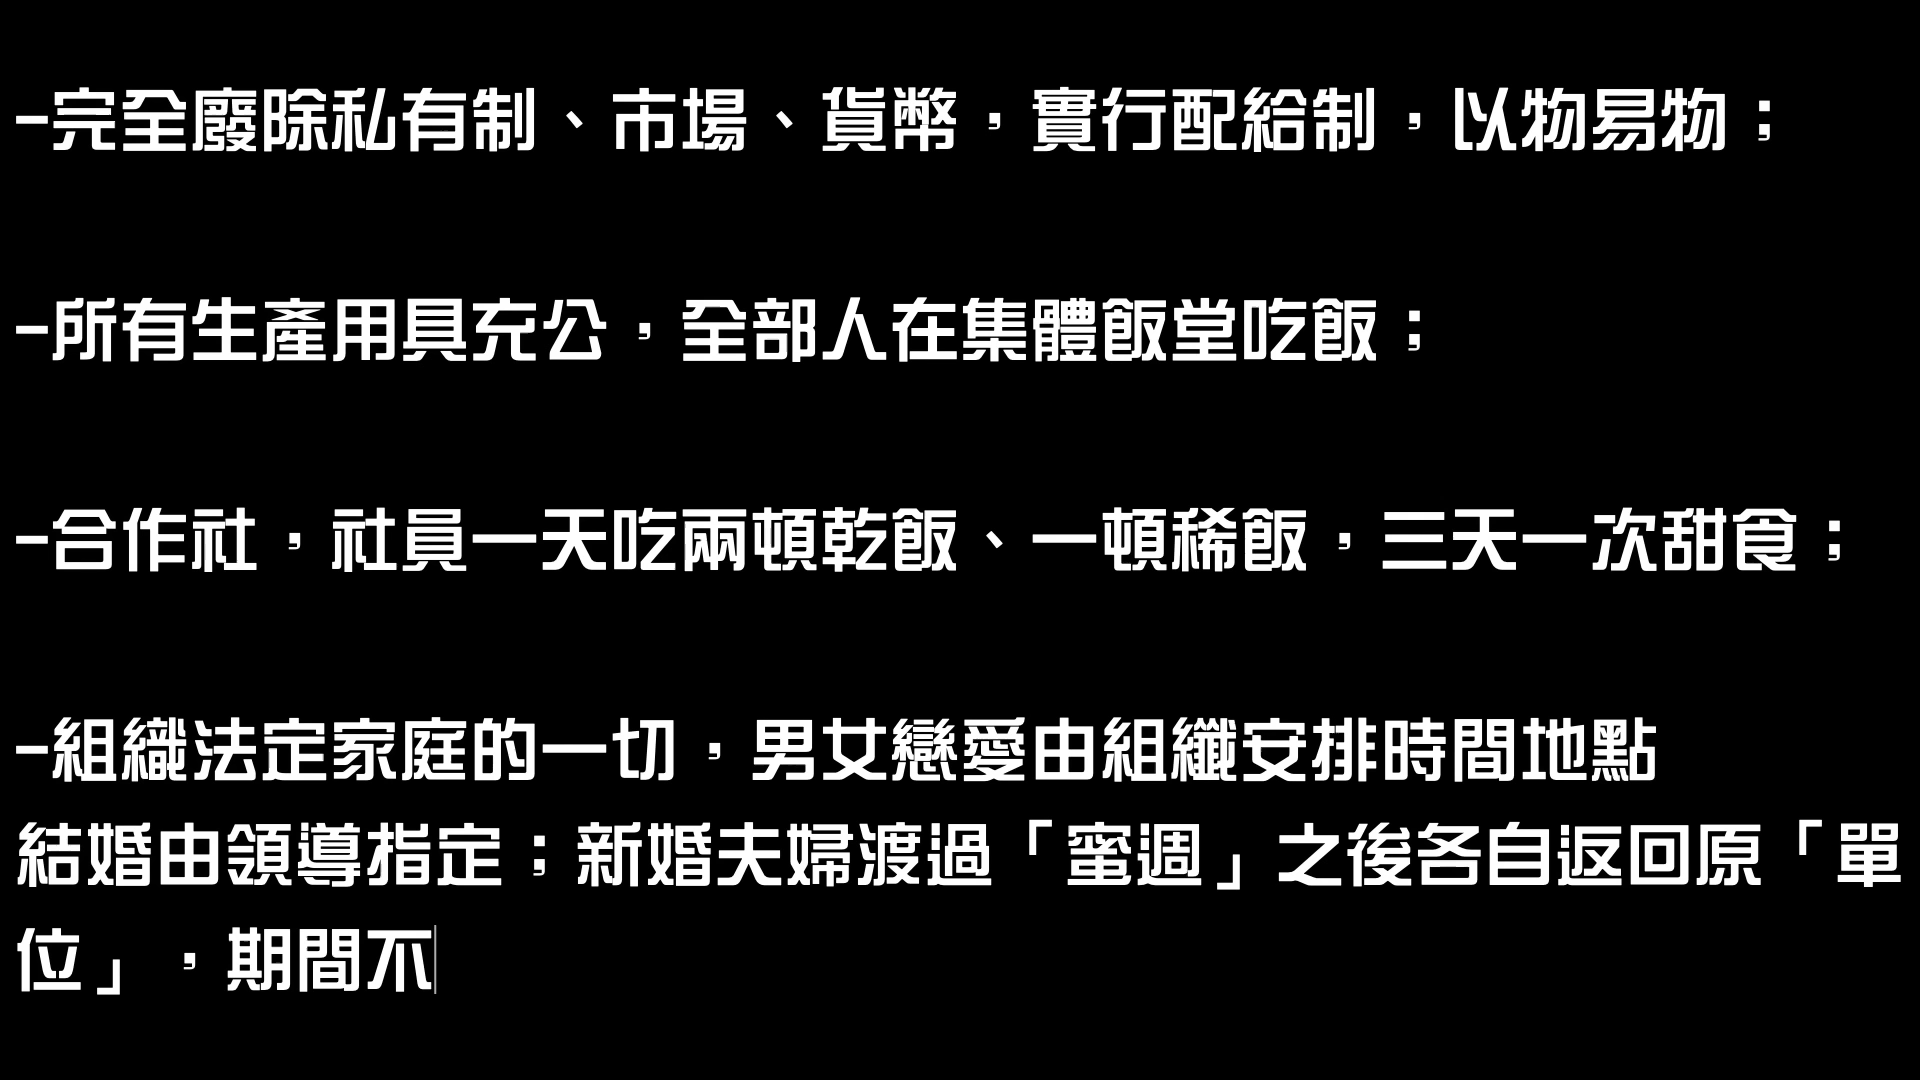 -完全廢除私有制、市場、貨幣，實行配給制，以物易物；
-所有生產用具充公，全部人在集體飯堂吃飯；
-合作社，社員一天吃兩頓乾飯、一頓稀飯，三天一次甜食；
-組織法定家庭的一切，男女戀愛由組織安排時間地點
結婚由領導指定；新婚夫婦渡過「蜜週」之後各自返回原「單
位」，期間不